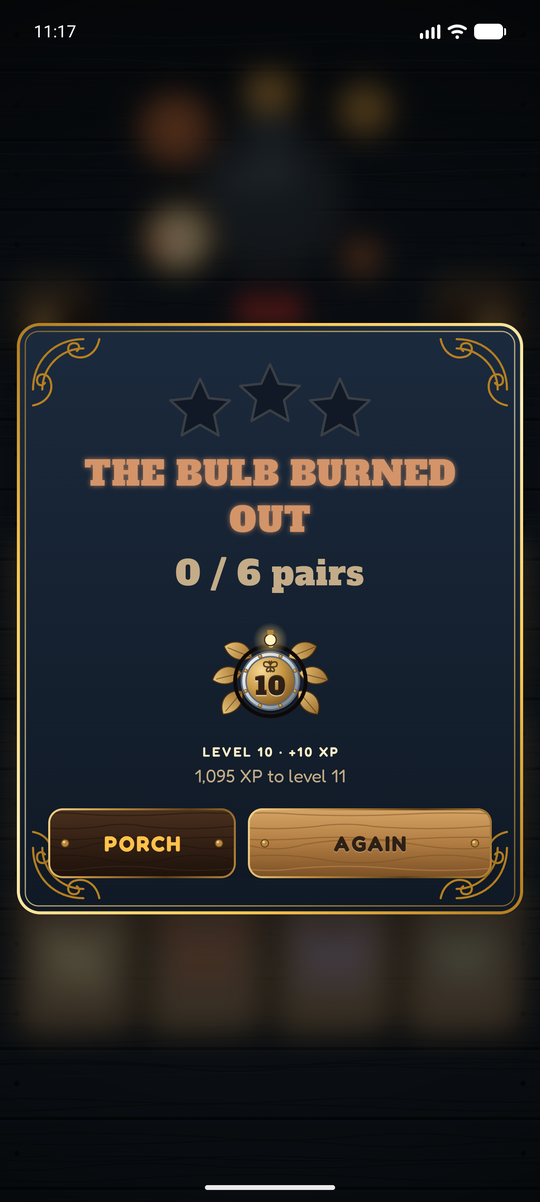 11:17
THE BULB BURNED
OUT
0 / 6 pairs
10
LEVEL 10 · +10 XP
1,095 XP to level 11
PORCH
AGAIN